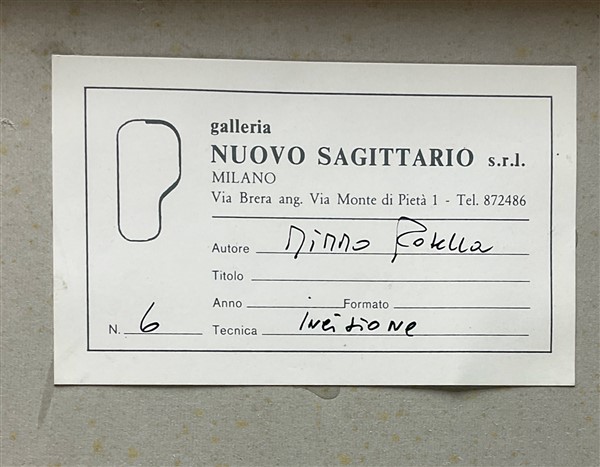 galleria
NUOVO SAGITTARIO s.r.l.
MILANO
Via Brera ang. Via Monte di Pietà 1 - Tel. 872486
Autore Mimmo Rotella
Titolo
Anno Formato
N. 6 Tecnica Incisione